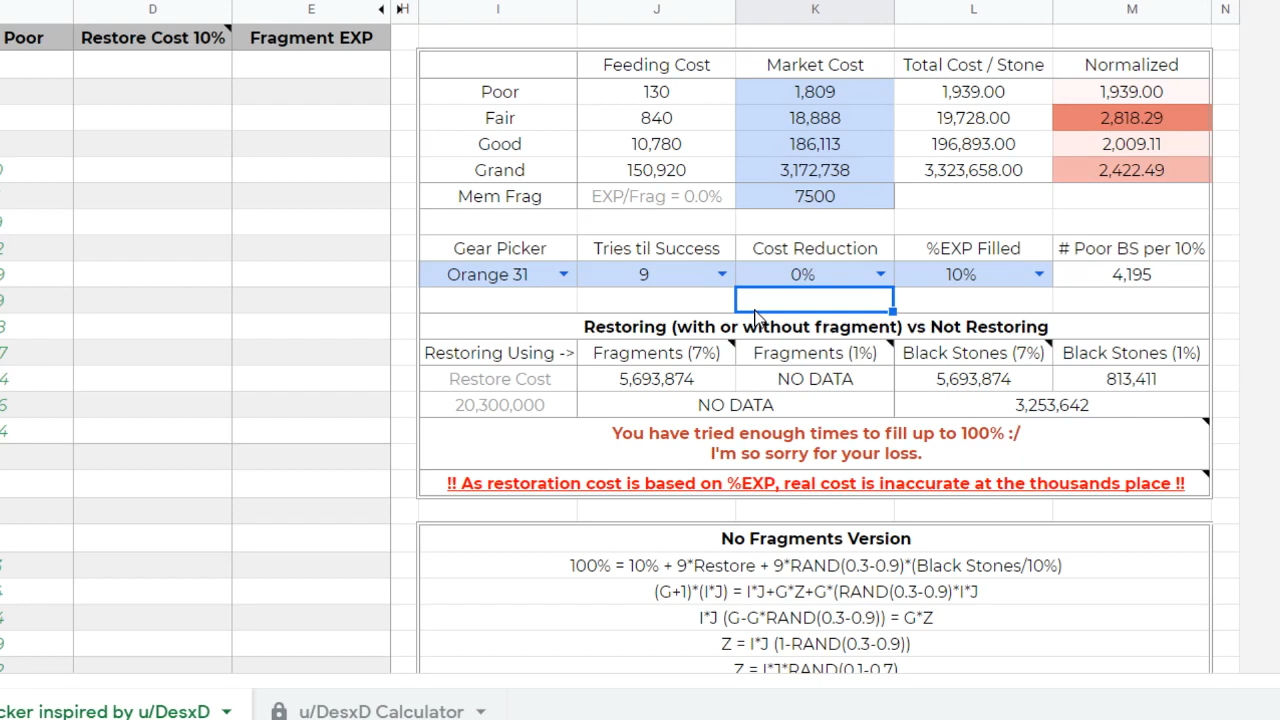 D E H I J K L M N
Poor Restore Cost 10% Fragment EXP
Feeding Cost Market Cost Total Cost / Stone Normalized
Poor 130 1,809 1,939.00 1,939.00
Fair 840 18,888 19,728.00 2,818.29
Good 10,780 186,113 196,893.00 2,009.11
Grand 150,920 3,172,738 3,323,658.00 2,422.49
Mem Frag EXP/Frag = 0.0% 7500
Gear Picker Tries til Success Cost Reduction %EXP Filled # Poor BS per 10%
Orange 31 9 0% 10% 4,195
Restoring (with or without fragment) vs Not Restoring
Restoring Using -> Fragments (7%) Fragments (1%) Black Stones (7%) Black Stones (1%)
Restore Cost 5,693,874 NO DATA 5,693,874 813,411
20,300,000 NO DATA 3,253,642
You have tried enough times to fill up to 100% :/
I'm so sorry for your loss.
!! As restoration cost is based on %EXP, real cost is inaccurate at the thousands place !!
No Fragments Version
100% = 10% + 9*Restore + 9*RAND(0.3-0.9)*(Black Stones/10%)
(G+1)*(I*J) = I*J+G*Z+G*(RAND(0.3-0.9)*I*J
I*J (G-G*RAND(0.3-0.9)) = G*Z
Z = I*J (1-RAND(0.3-0.9))
Z = I*J*RAND(0.1-0.7)
cker inspired by u/DesxD u/DesxD Calculator